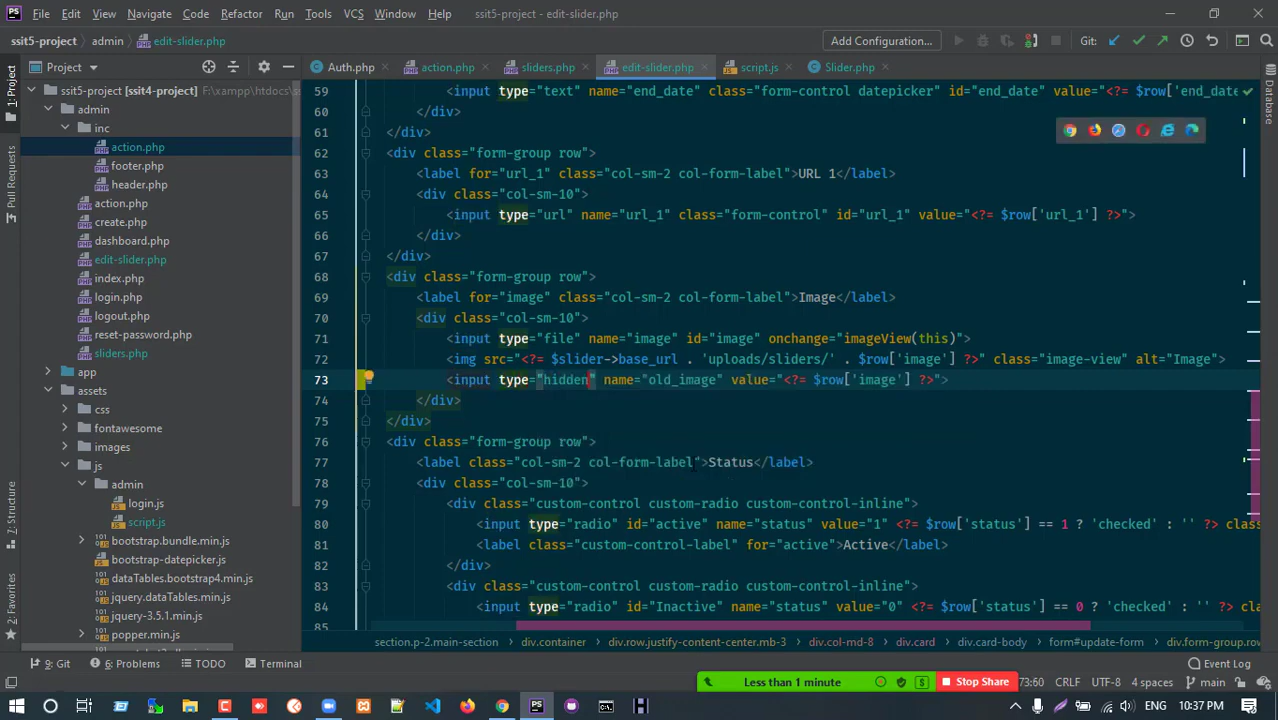 File Edit View Navigate Code Refactor Run Tools VCS Window Help ssit5-project - edit-slider.php
ssit5-project admin edit-slider.php Add Configuration... Git:
Project Auth.php action.php sliders.php edit-slider.php script.js Slider.php
ssit5-project [ssit4-project] F:\xampp\htdocs\s
admin
inc
action.php
footer.php
header.php
action.php
create.php
dashboard.php
edit-slider.php
index.php
login.php
logout.php
reset-password.php
sliders.php
app
assets
css
fontawesome
images
js
admin
login.js
script.js
bootstrap.bundle.min.js
bootstrap-datepicker.js
dataTables.bootstrap4.min.js
jquery.dataTables.min.js
jquery-3.5.1.min.js
popper.min.js
1: Project
Pull Requests
7: Structure
2: Favorites
Database
59 <input type="text" name="end_date" class="form-control datepicker" id="end_date" value="<?= $row['end_date
60 </div>
61 </div>
62 <div class="form-group row">
63 <label for="url_1" class="col-sm-2 col-form-label">URL 1</label>
64 <div class="col-sm-10">
65 <input type="url" name="url_1" class="form-control" id="url_1" value="<?= $row['url_1'] ?>">
66 </div>
67 </div>
68 <div class="form-group row">
69 <label for="image" class="col-sm-2 col-form-label">Image</label>
70 <div class="col-sm-10">
71 <input type="file" name="image" id="image" onchange="imageView(this)">
72 <img src="<?= $slider->base_url . 'uploads/sliders/' . $row['image'] ?>" class="image-view" alt="Image">
73 <input type="hidden" name="old_image" value="<?= $row['image'] ?>">
74 </div>
75 </div>
76 <div class="form-group row">
77 <label class="col-sm-2 col-form-label">Status</label>
78 <div class="col-sm-10">
79 <div class="custom-control custom-radio custom-control-inline">
80 <input type="radio" id="active" name="status" value="1" <?= $row['status'] == 1 ? 'checked' : '' ?> clas
81 <label class="custom-control-label" for="active">Active</label>
82 </div>
83 <div class="custom-control custom-radio custom-control-inline">
84 <input type="radio" id="Inactive" name="status" value="0" <?= $row['status'] == 0 ? 'checked' : '' ?> c
85
section.p-2.main-section div.container div.row.justify-content-center.mb-3 div.col-md-8 div.card div.card-body form#update-form div.form-group.row
9: Git 6: Problems TODO Terminal Event Log
Less than 1 minute Stop Share 73:60 CRLF UTF-8 4 spaces main
ENG 10:37 PM